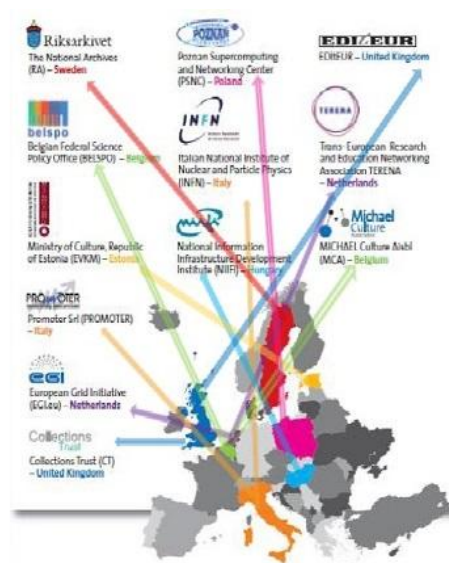 Riksarkivet
The National Archives
(RA) – Sweden
POZNAŃ
Poznan Supercomputing
and Networking Center
(PSNC) – Poland
EDItEUR
EDItEUR – United Kingdom
belspo
Belgian Federal Science
Policy Office (BELSPO) – Belgium
INFN
Italian National Institute of
Nuclear and Particle Physics
(INFN) – Italy
TERENA
Trans-European Research
and Education Networking
Association TERENA
– Netherlands
Ministry of Culture, Republic
of Estonia (EVKM) – Estonia
National Information
Infrastructure Development
Institute (NIIFI) – Hungary
Michael
Culture
MICHAEL Culture Aisbl
(MCA) – Belgium
PROMOTER
Promoter Srl (PROMOTER)
– Italy
EGI
European Grid Initiative
(EGI.eu) – Netherlands
Collections
Trust
Collections Trust (CT)
– United Kingdom